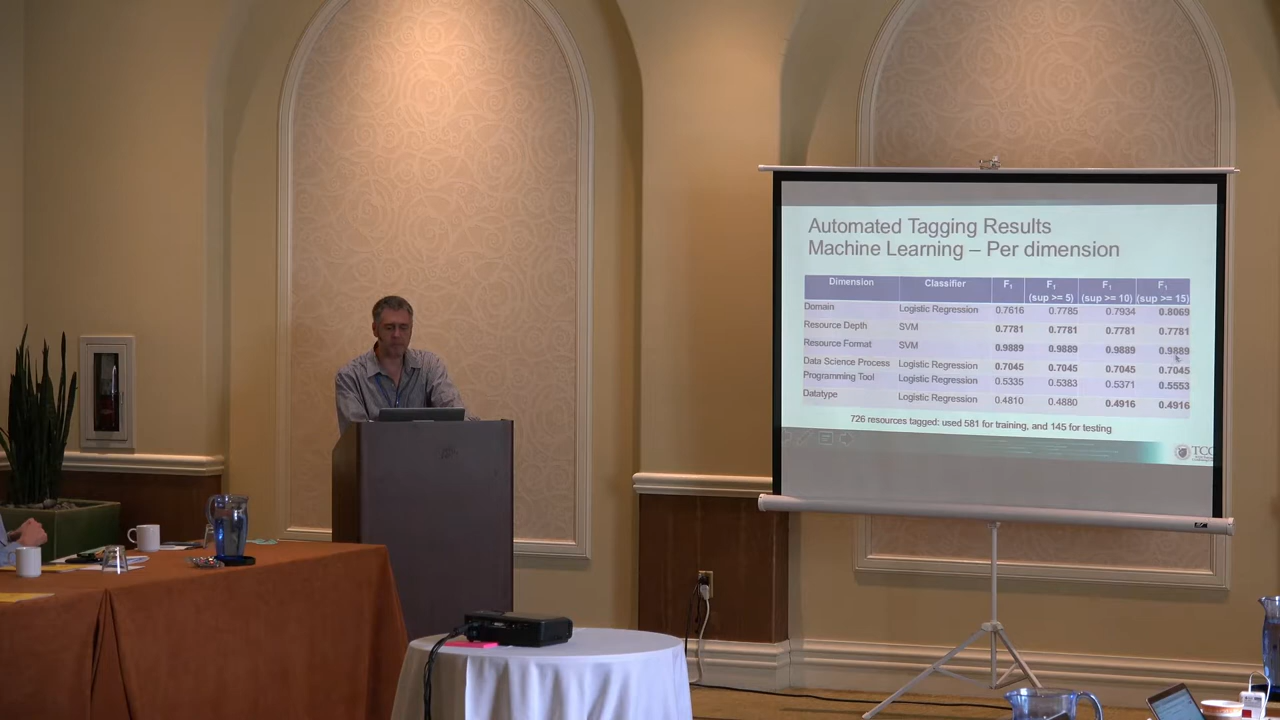 Automated Tagging Results
Machine Learning – Per dimension
Dimension Classifier F1 F1 (sup >= 5) F1 (sup >= 10) F1 (sup >= 15)
Domain Logistic Regression 0.7616 0.7785 0.7934 0.8069
Resource Depth SVM 0.7781 0.7781 0.7781 0.7781
Resource Format SVM 0.9889 0.9889 0.9889 0.9889
Data Science Process Logistic Regression 0.7045 0.7045 0.7045 0.7045
Programming Tool Logistic Regression 0.5335 0.5383 0.5371 0.5553
Datatype Logistic Regression 0.4810 0.4880 0.4916 0.4916
726 resources tagged: used 581 for training, and 145 for testing